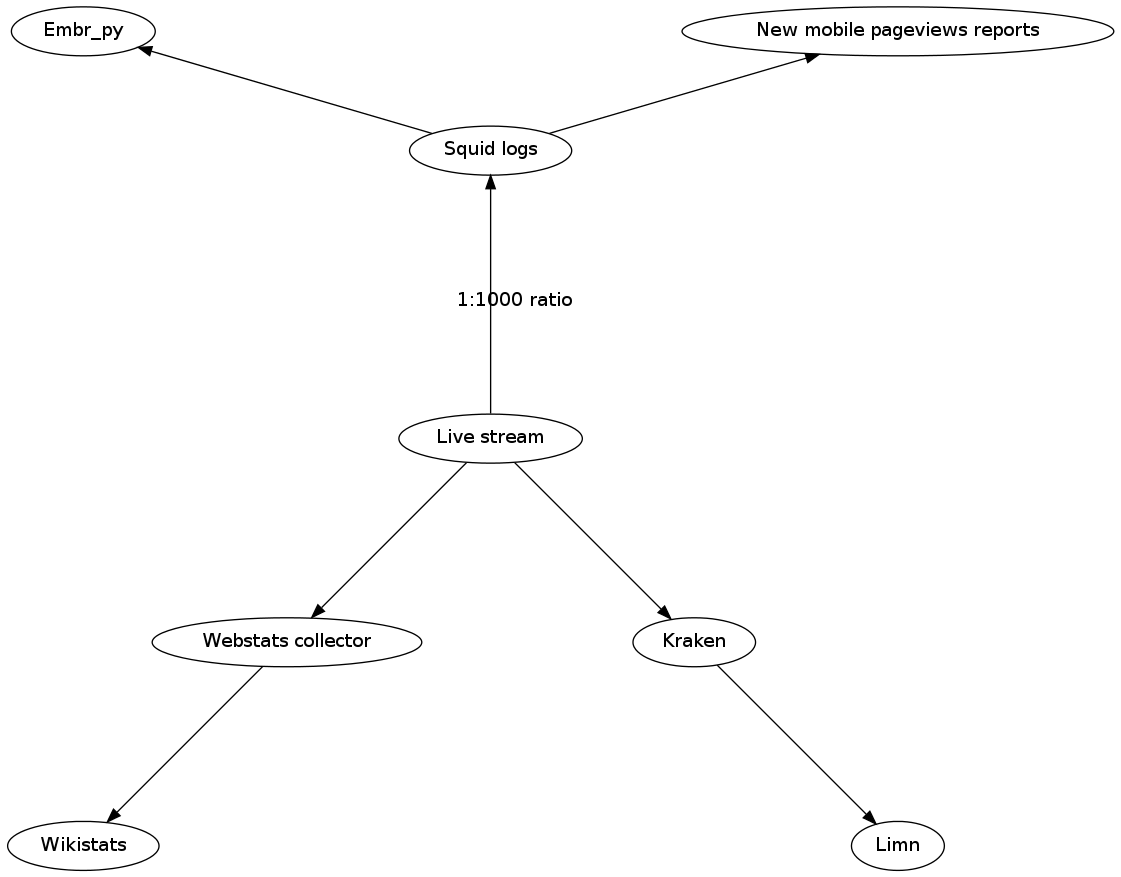 Embr_py
New mobile pageviews reports
Squid logs
1:1000 ratio
Live stream
Webstats collector
Kraken
Wikistats
Limn